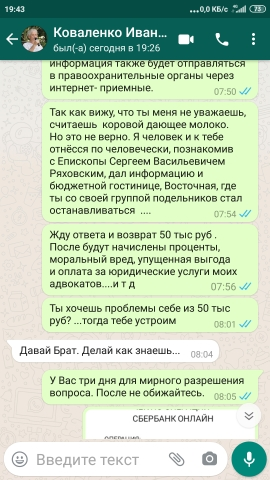 19:43
...0,0 КБ/s
73
Коваленко Иван...
был(-а) сегодня в 19:26
информация также будет отправляться
в правоохранительные органы через
интернет- приемные.
07:50
Так как вижу, что ты меня не уважаешь,
считаешь коровой дающее молоко.
Но это не верно. Я человек и к тебе
отнёсся по человечески, познакомив
с Епископы Сергеем Васильевичем
Ряховским, дал информацию и
бюджетной гостинице, Восточная, где
ты со своей группой подельников стал
останавливаться ....
07:54
Жду ответа и возврат 50 тыс руб .
После будут начислены проценты,
моральный вред, упущенная выгода
и оплата за юридические услуги моих
адвокатов....и т д
07:56
Ты хочешь проблемы себе из 50 тыс
руб? ...тогда тебе устроим
08:01
Давай Брат. Делай как знаешь...
08:04
У Вас три дня для мирного разрешения
вопроса. После не обижайтесь.
08:05
СБЕРБАНК ОНЛАЙН
Введите текст